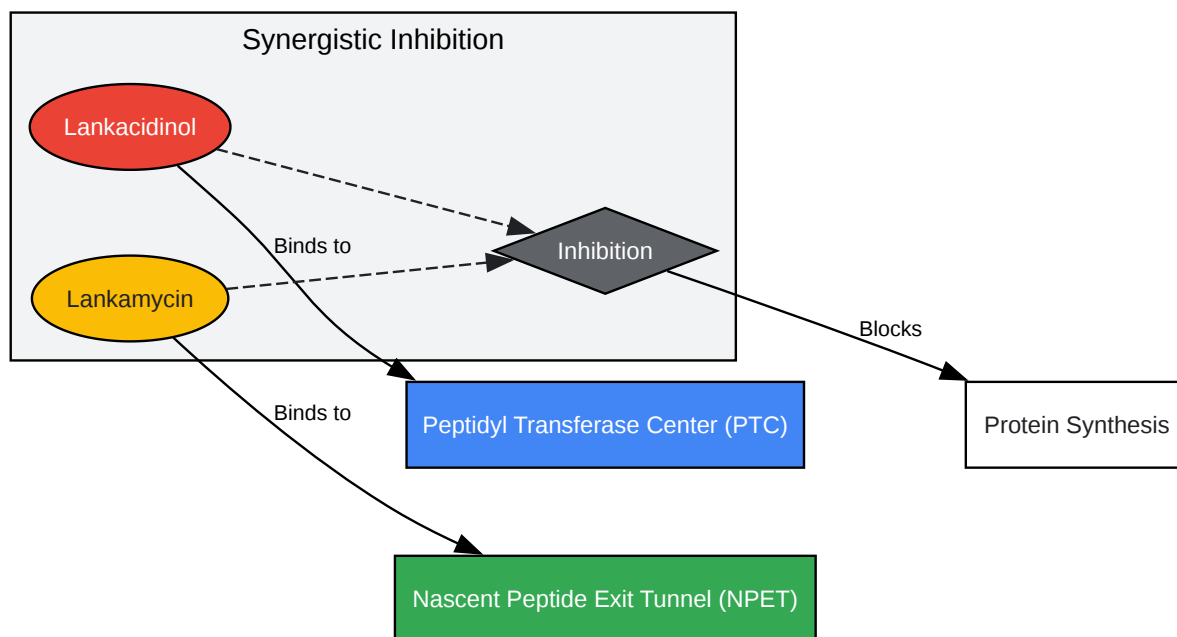 Synergistic Inhibition
Lankacidinol
Binds to
Inhibition
Lankamycin
Blocks
Binds to
Peptidyl Transferase Center (PTC)
Protein Synthesis
Nascent Peptide Exit Tunnel (NPET)